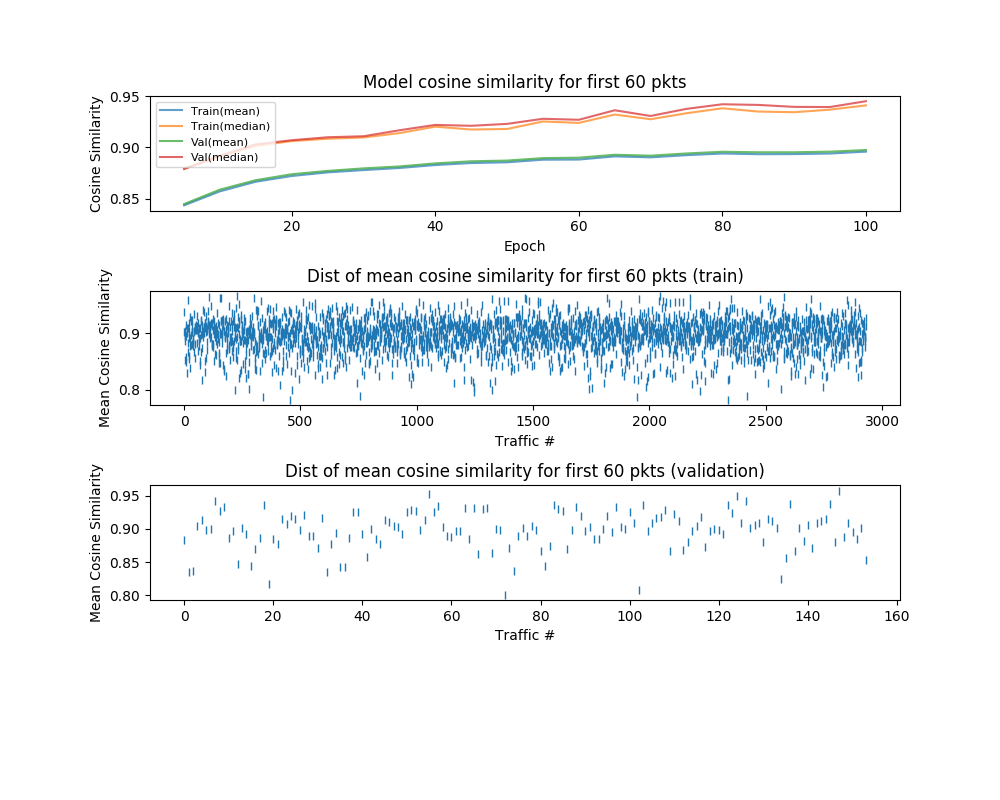 Model cosine similarity for first 60 pkts
Cosine Similarity
0.95
0.90
0.85
Train(mean)
Train(median)
Val(mean)
Val(median)
20 40 60 80 100
Epoch
Dist of mean cosine similarity for first 60 pkts (train)
Mean Cosine Similarity
0.9
0.8
0 500 1000 1500 2000 2500 3000
Traffic #
Dist of mean cosine similarity for first 60 pkts (validation)
Mean Cosine Similarity
0.95
0.90
0.85
0.80
0 20 40 60 80 100 120 140 160
Traffic #